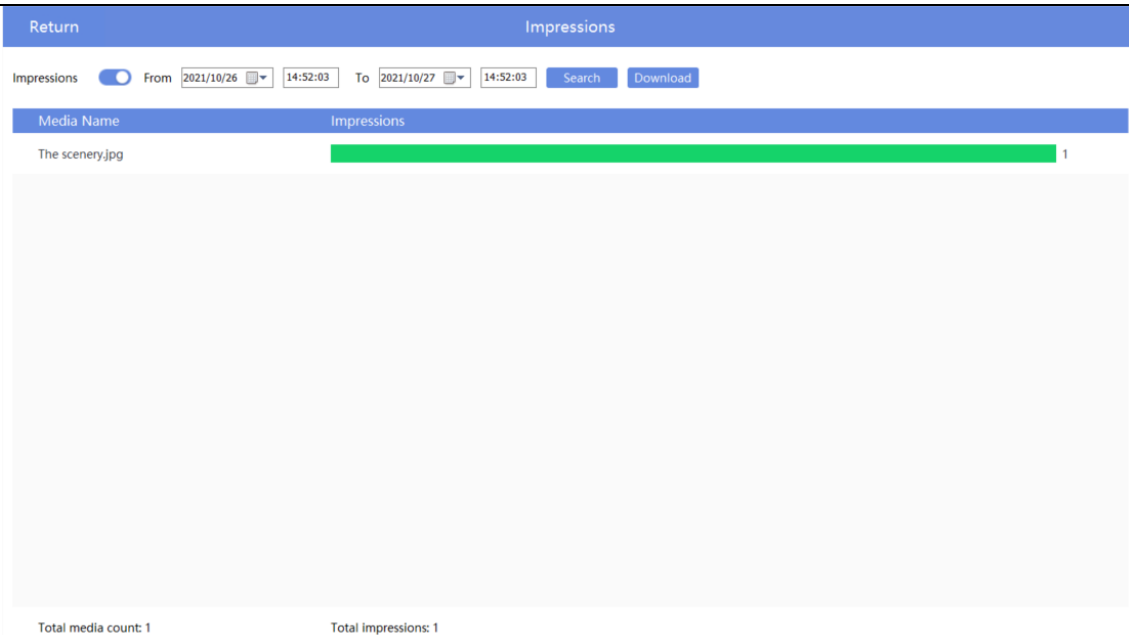 Return Impressions
Impressions From 2021/10/26 14:52:03 To 2021/10/27 14:52:03 Search Download
Media Name Impressions
The scenery.jpg 1
Total media count: 1 Total impressions: 1